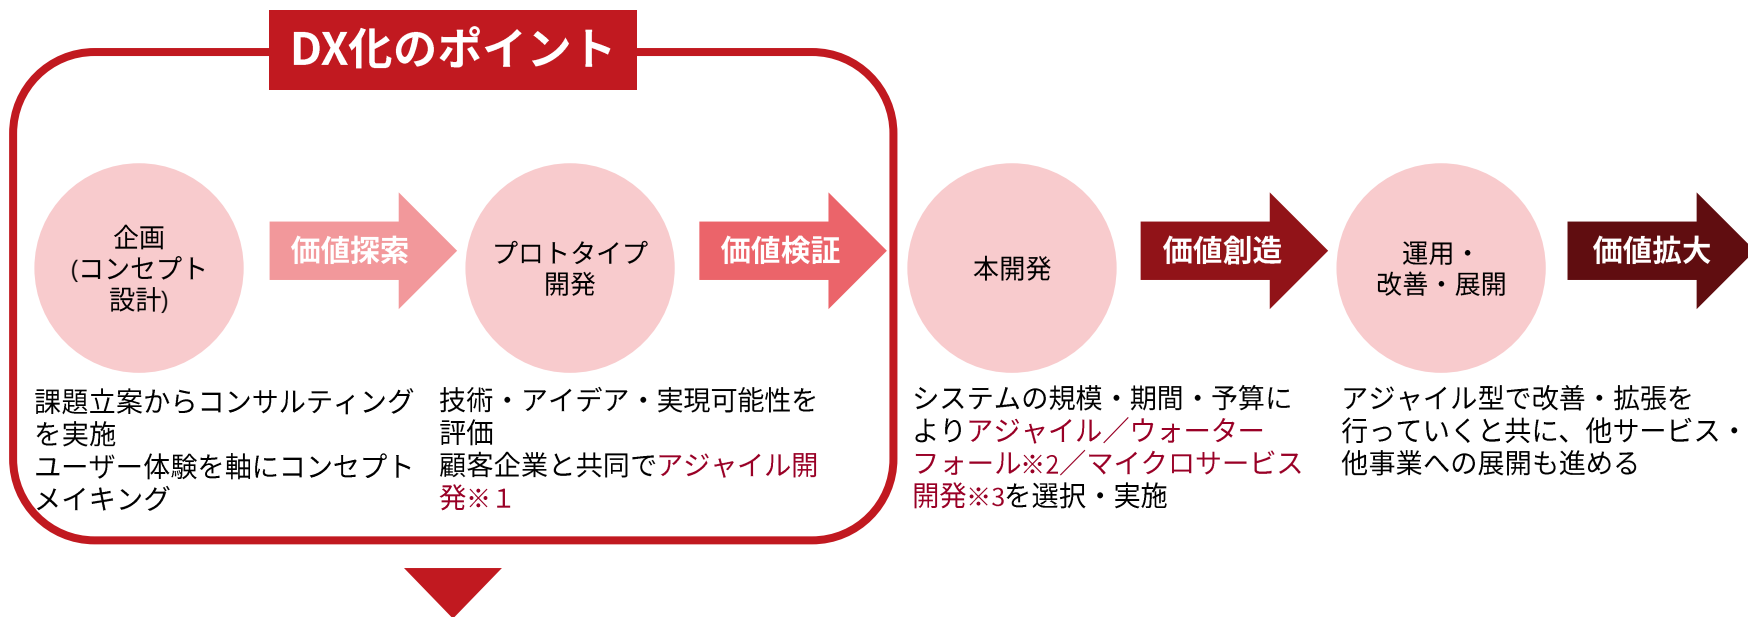 DX化のポイント
企画
(コンセプト
設計)
価値探索
プロトタイプ
開発
価値検証
本開発
価値創造
運用・
改善・展開
価値拡大
課題立案からコンサルティング
を実施
ユーザー体験を軸にコンセプト
メイキング
技術・アイデア・実現可能性を
評価
顧客企業と共同でアジャイル開
発※１
システムの規模・期間・予算に
よりアジャイル／ウォーター
フォール※2／マイクロサービス
開発※3を選択・実施
アジャイル型で改善・拡張を
行っていくと共に、他サービス・
他事業への展開も進める